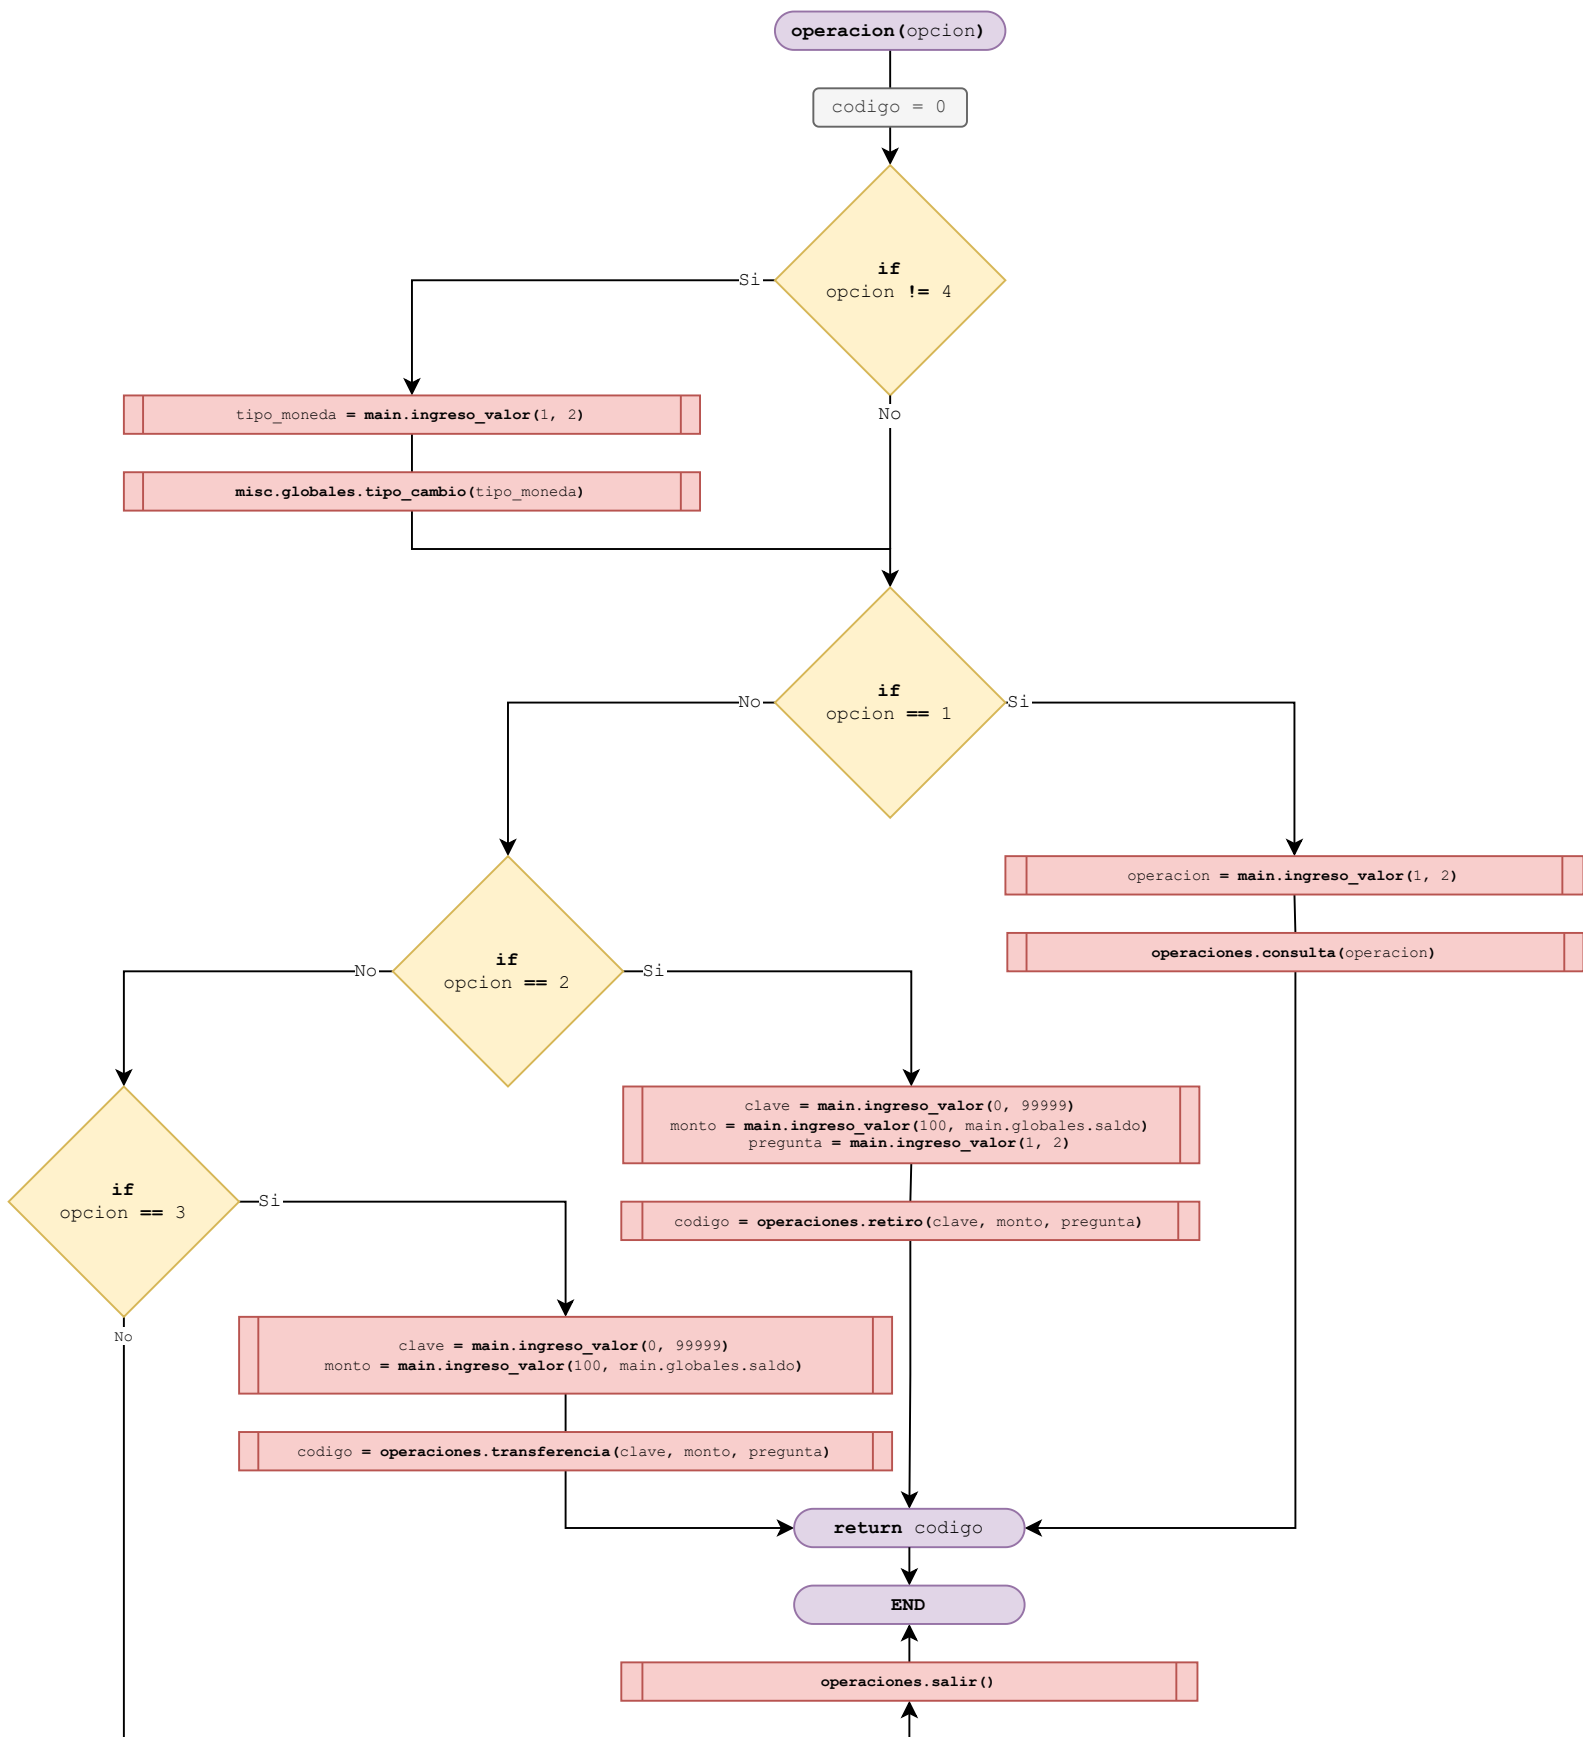 operacion(opcion)
codigo = 0
if
opcion != 4
Si
No
tipo_moneda = main.ingreso_valor(1, 2)
misc.globales.tipo_cambio(tipo_moneda)
if
opcion == 1
No
Si
operacion = main.ingreso_valor(1, 2)
operaciones.consulta(operacion)
if
opcion == 2
No
Si
clave = main.ingreso_valor(0, 99999)
monto = main.ingreso_valor(100, main.globales.saldo)
pregunta = main.ingreso_valor(1, 2)
codigo = operaciones.retiro(clave, monto, pregunta)
if
opcion == 3
Si
No
clave = main.ingreso_valor(0, 99999)
monto = main.ingreso_valor(100, main.globales.saldo)
codigo = operaciones.transferencia(clave, monto, pregunta)
return codigo
END
operaciones.salir()